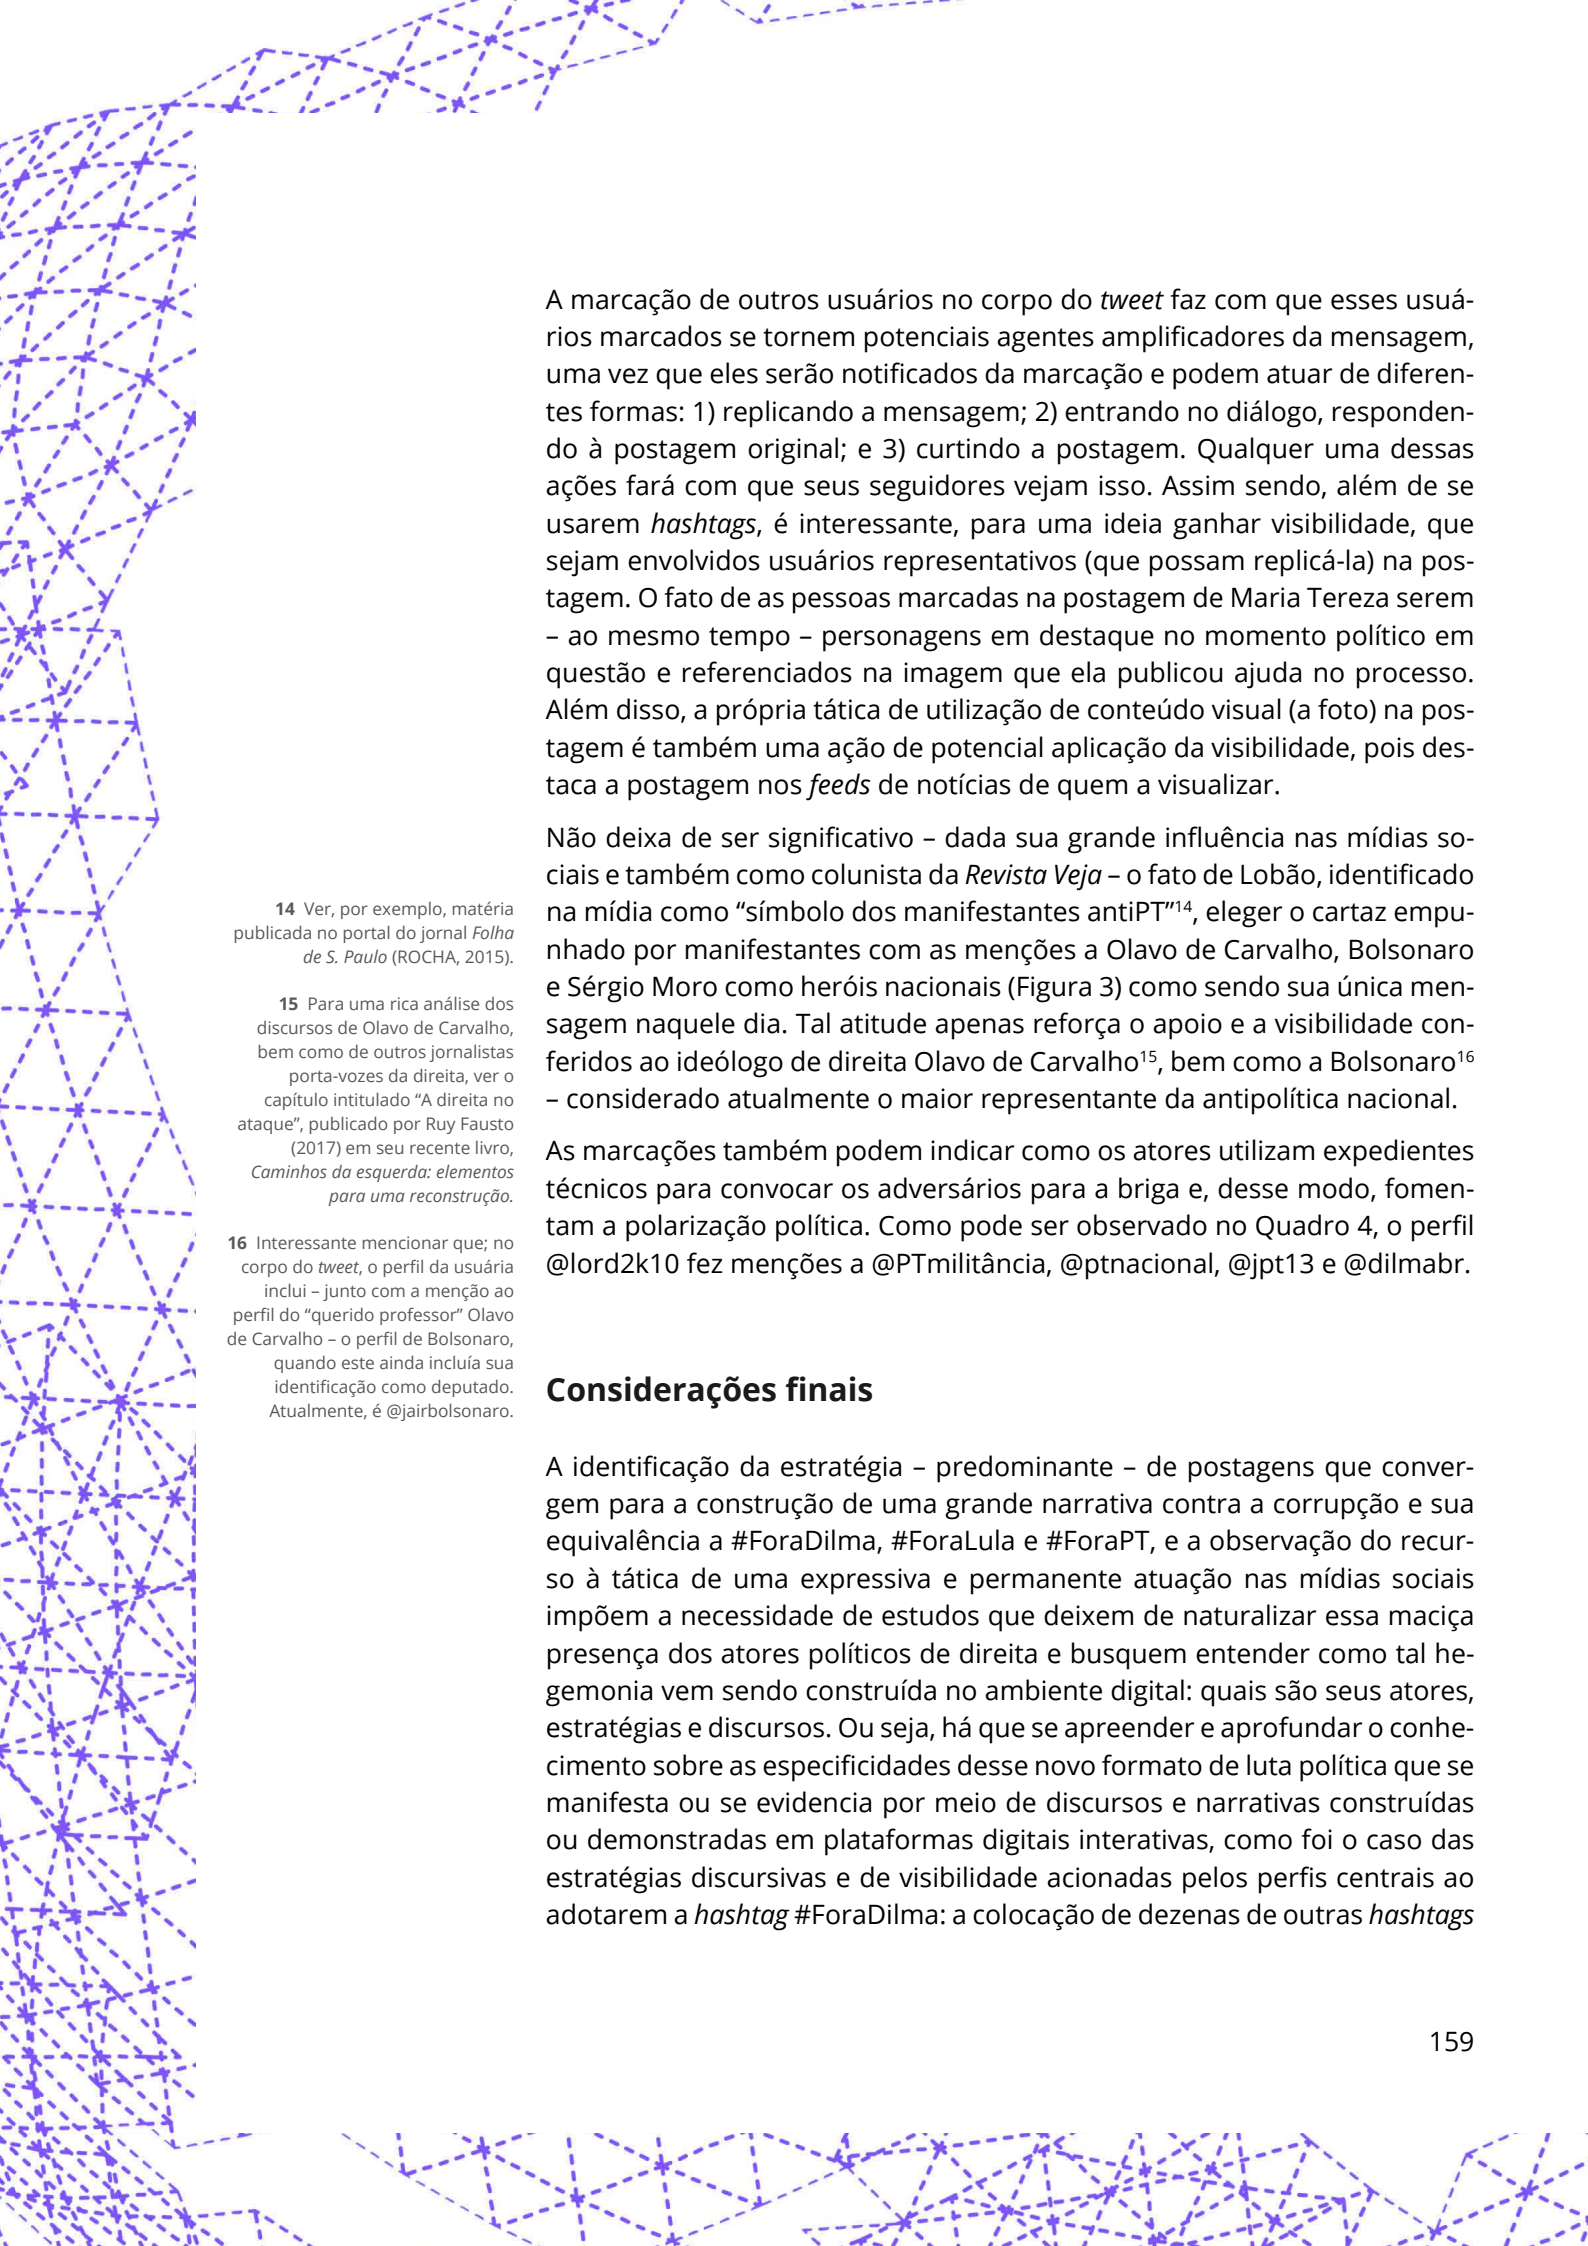 A marcação de outros usuários no corpo do tweet faz com que esses usuá-
rios marcados se tornem potenciais agentes amplificadores da mensagem,
uma vez que eles serão notificados da marcação e podem atuar de diferen-
tes formas: 1) replicando a mensagem; 2) entrando no diálogo, responden-
do à postagem original; e 3) curtindo a postagem. Qualquer uma dessas
ações fará com que seus seguidores vejam isso. Assim sendo, além de se
usarem hashtags, é interessante, para uma ideia ganhar visibilidade, que
sejam envolvidos usuários representativos (que possam replicá-la) na pos-
tagem. O fato de as pessoas marcadas na postagem de Maria Tereza serem
– ao mesmo tempo – personagens em destaque no momento político em
questão e referenciados na imagem que ela publicou ajuda no processo.
Além disso, a própria tática de utilização de conteúdo visual (a foto) na pos-
tagem é também uma ação de potencial aplicação da visibilidade, pois des-
taca a postagem nos feeds de notícias de quem a visualizar.
Não deixa de ser significativo – dada sua grande influência nas mídias so-
ciais e também como colunista da Revista Veja – o fato de Lobão, identificado
na mídia como “símbolo dos manifestantes antiPT”14, eleger o cartaz empu-
nhado por manifestantes com as menções a Olavo de Carvalho, Bolsonaro
e Sérgio Moro como heróis nacionais (Figura 3) como sendo sua única men-
sagem naquele dia. Tal atitude apenas reforça o apoio e a visibilidade con-
feridos ao ideólogo de direita Olavo de Carvalho15, bem como a Bolsonaro16
– considerado atualmente o maior representante da antipolítica nacional.
As marcações também podem indicar como os atores utilizam expedientes
técnicos para convocar os adversários para a briga e, desse modo, fomen-
tam a polarização política. Como pode ser observado no Quadro 4, o perfil
@lord2k10 fez menções a @PTmilitância, @ptnacional, @jpt13 e @dilmabr.
14 Ver, por exemplo, matéria
publicada no portal do jornal Folha
de S. Paulo (ROCHA, 2015).
15 Para uma rica análise dos
discursos de Olavo de Carvalho,
bem como de outros jornalistas
porta-vozes da direita, ver o
capítulo intitulado “A direita no
ataque”, publicado por Ruy Fausto
(2017) em seu recente livro,
Caminhos da esquerda: elementos
para uma reconstrução.
16 Interessante mencionar que; no
corpo do tweet, o perfil da usuária
inclui – junto com a menção ao
perfil do “querido professor” Olavo
de Carvalho – o perfil de Bolsonaro,
quando este ainda incluía sua
identificação como deputado.
Atualmente, é @jairbolsonaro.
Considerações finais
A identificação da estratégia – predominante – de postagens que conver-
gem para a construção de uma grande narrativa contra a corrupção e sua
equivalência a #ForaDilma, #ForaLula e #ForaPT, e a observação do recur-
so à tática de uma expressiva e permanente atuação nas mídias sociais
impõem a necessidade de estudos que deixem de naturalizar essa maciça
presença dos atores políticos de direita e busquem entender como tal he-
gemonia vem sendo construída no ambiente digital: quais são seus atores,
estratégias e discursos. Ou seja, há que se apreender e aprofundar o conhe-
cimento sobre as especificidades desse novo formato de luta política que se
manifesta ou se evidencia por meio de discursos e narrativas construídas
ou demonstradas em plataformas digitais interativas, como foi o caso das
estratégias discursivas e de visibilidade acionadas pelos perfis centrais ao
adotarem a hashtag #ForaDilma: a colocação de dezenas de outras hashtags
159